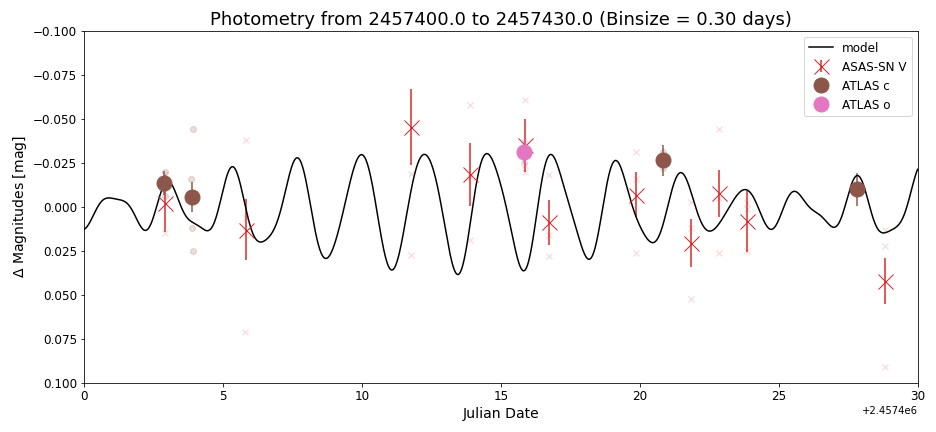 Photometry from 2457400.0 to 2457430.0 (Binsize = 0.30 days)
model
ASAS-SN V
ATLAS c
ATLAS o
Δ Magnitudes [mag]
−0.100
−0.075
−0.050
−0.025
0.000
0.025
0.050
0.075
0.100
0
5
10
15
20
25
30
+2.4574e6
Julian Date